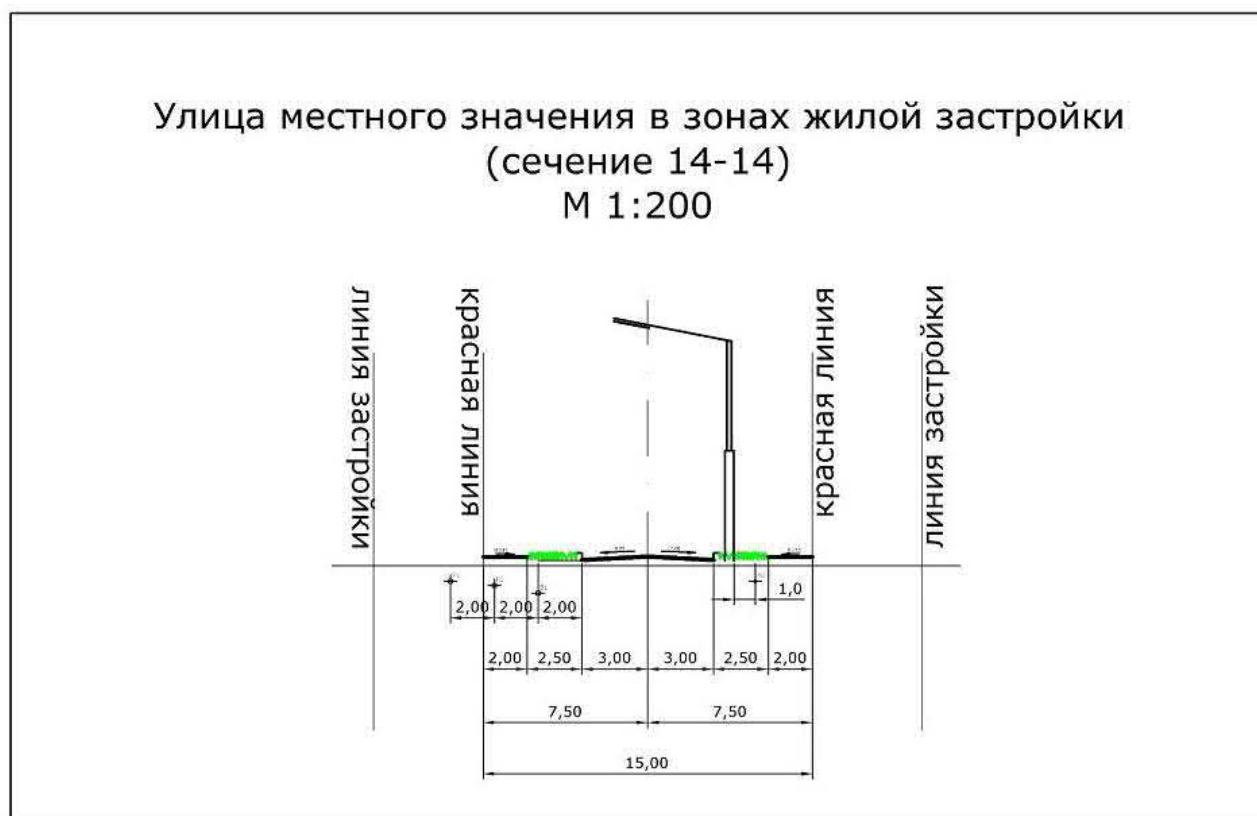 Улица местного значения в зонах жилой застройки
(сечение 14-14)
М 1:200
линия застройки
красная линия
красная линия
линия застройки
2,00
2,00
2,00
1,0
2,00
2,50
3,00
3,00
2,50
2,00
7,50
7,50
15,00